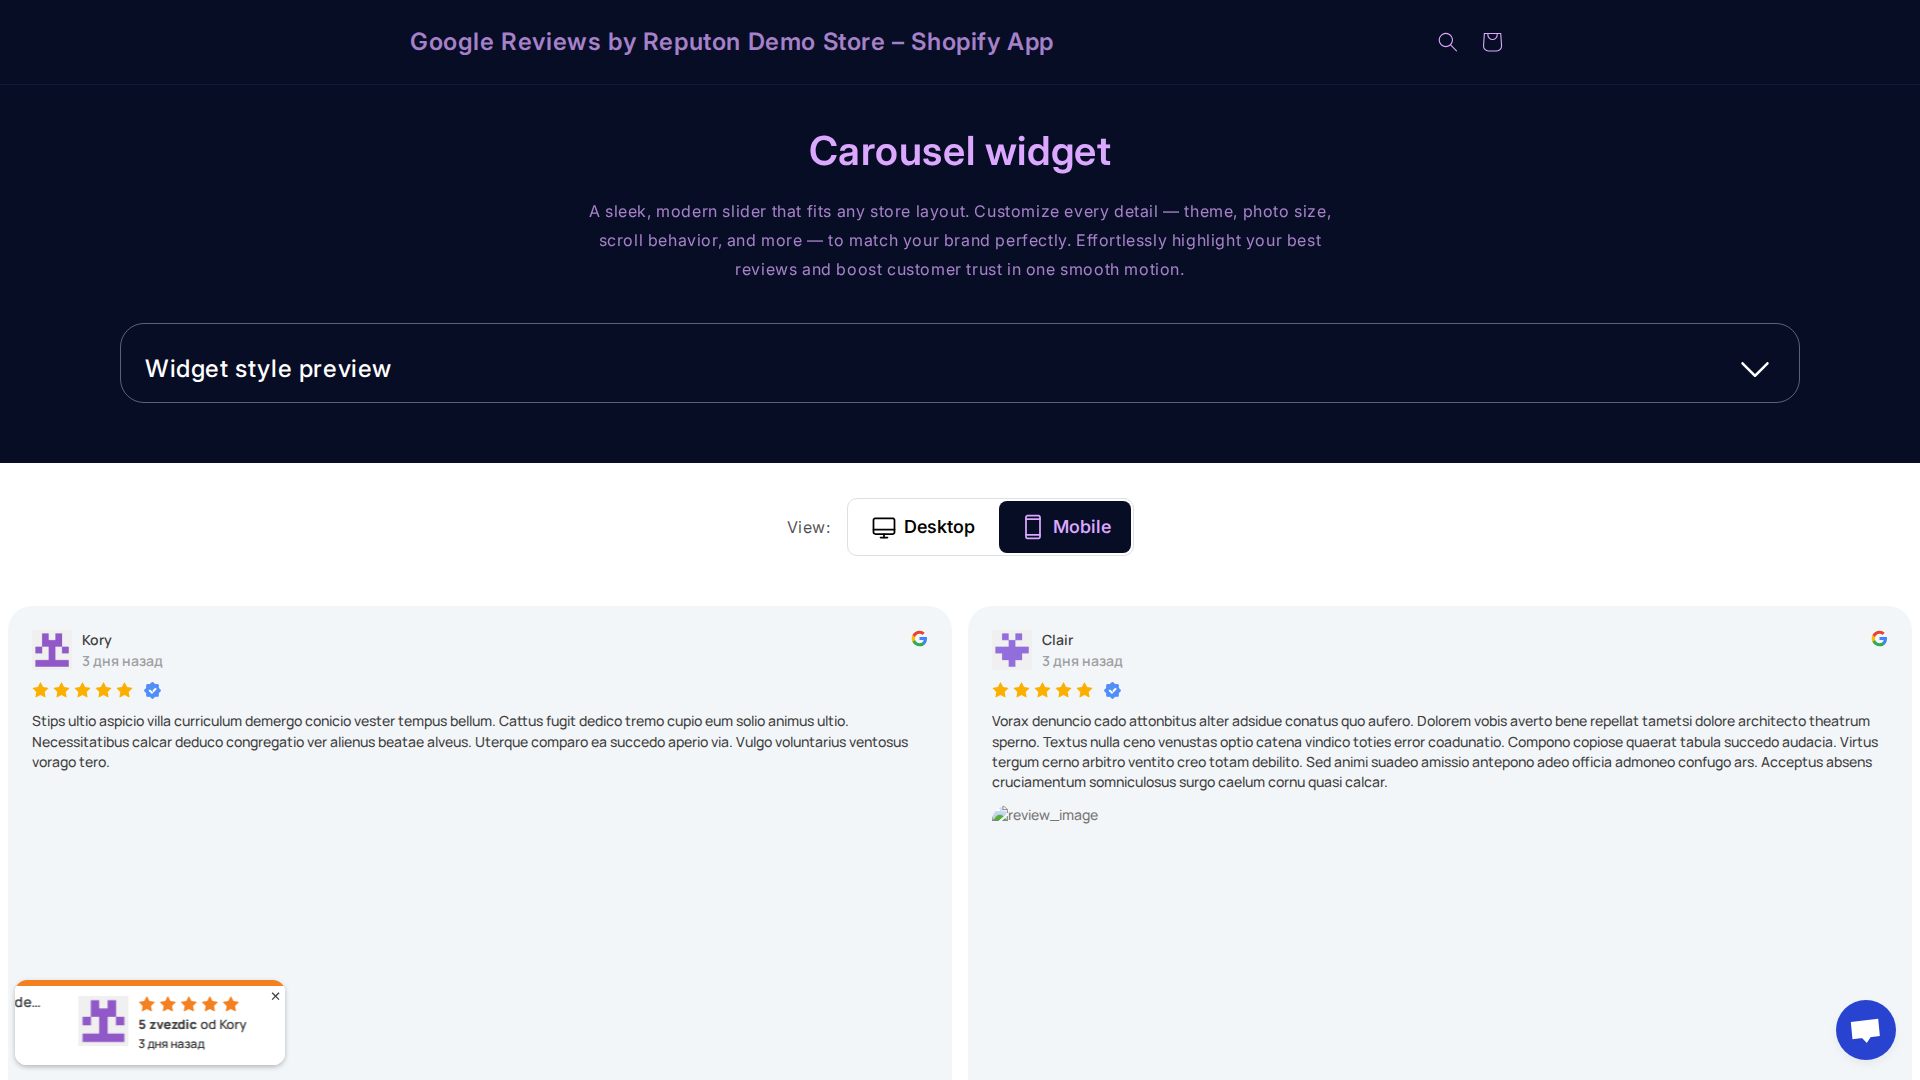 Google Reviews by Reputon Demo Store – Shopify App
Carousel widget
A sleek, modern slider that fits any store layout. Customize every detail — theme, photo size,
scroll behavior, and more — to match your brand perfectly. Effortlessly highlight your best
reviews and boost customer trust in one smooth motion.
Widget style preview
View:
Desktop
Mobile
Kory
3 дня назад
Stips ultio aspicio villa curriculum demergo conicio vester tempus bellum. Cattus fugit dedico tremo cupio eum solio animus ultio.
Necessitatibus calcar deduco congregatio ver alienus beatae alveus. Uterque comparo ea succedo aperio via. Vulgo voluntarius ventosus
vorago tero.
Clair
3 дня назад
Vorax denuncio cado attonbitus alter adsidue conatus quo aufero. Dolorem vobis averto bene repellat tametsi dolore architecto theatrum
sperno. Textus nulla ceno venustas optio catena vindico toties error coadunatio. Compono copiose quaerat tabula succedo audacia. Virtus
tergum cerno arbitro ventito creo totam debilito. Sed animi suadeo amissio antepono adeo officia admoneo confugo ars. Acceptus absens
cruciamentum somniculosus surgo caelum cornu quasi calcar.
review_image
de...
5 zvezdic od Kory
3 дня назад